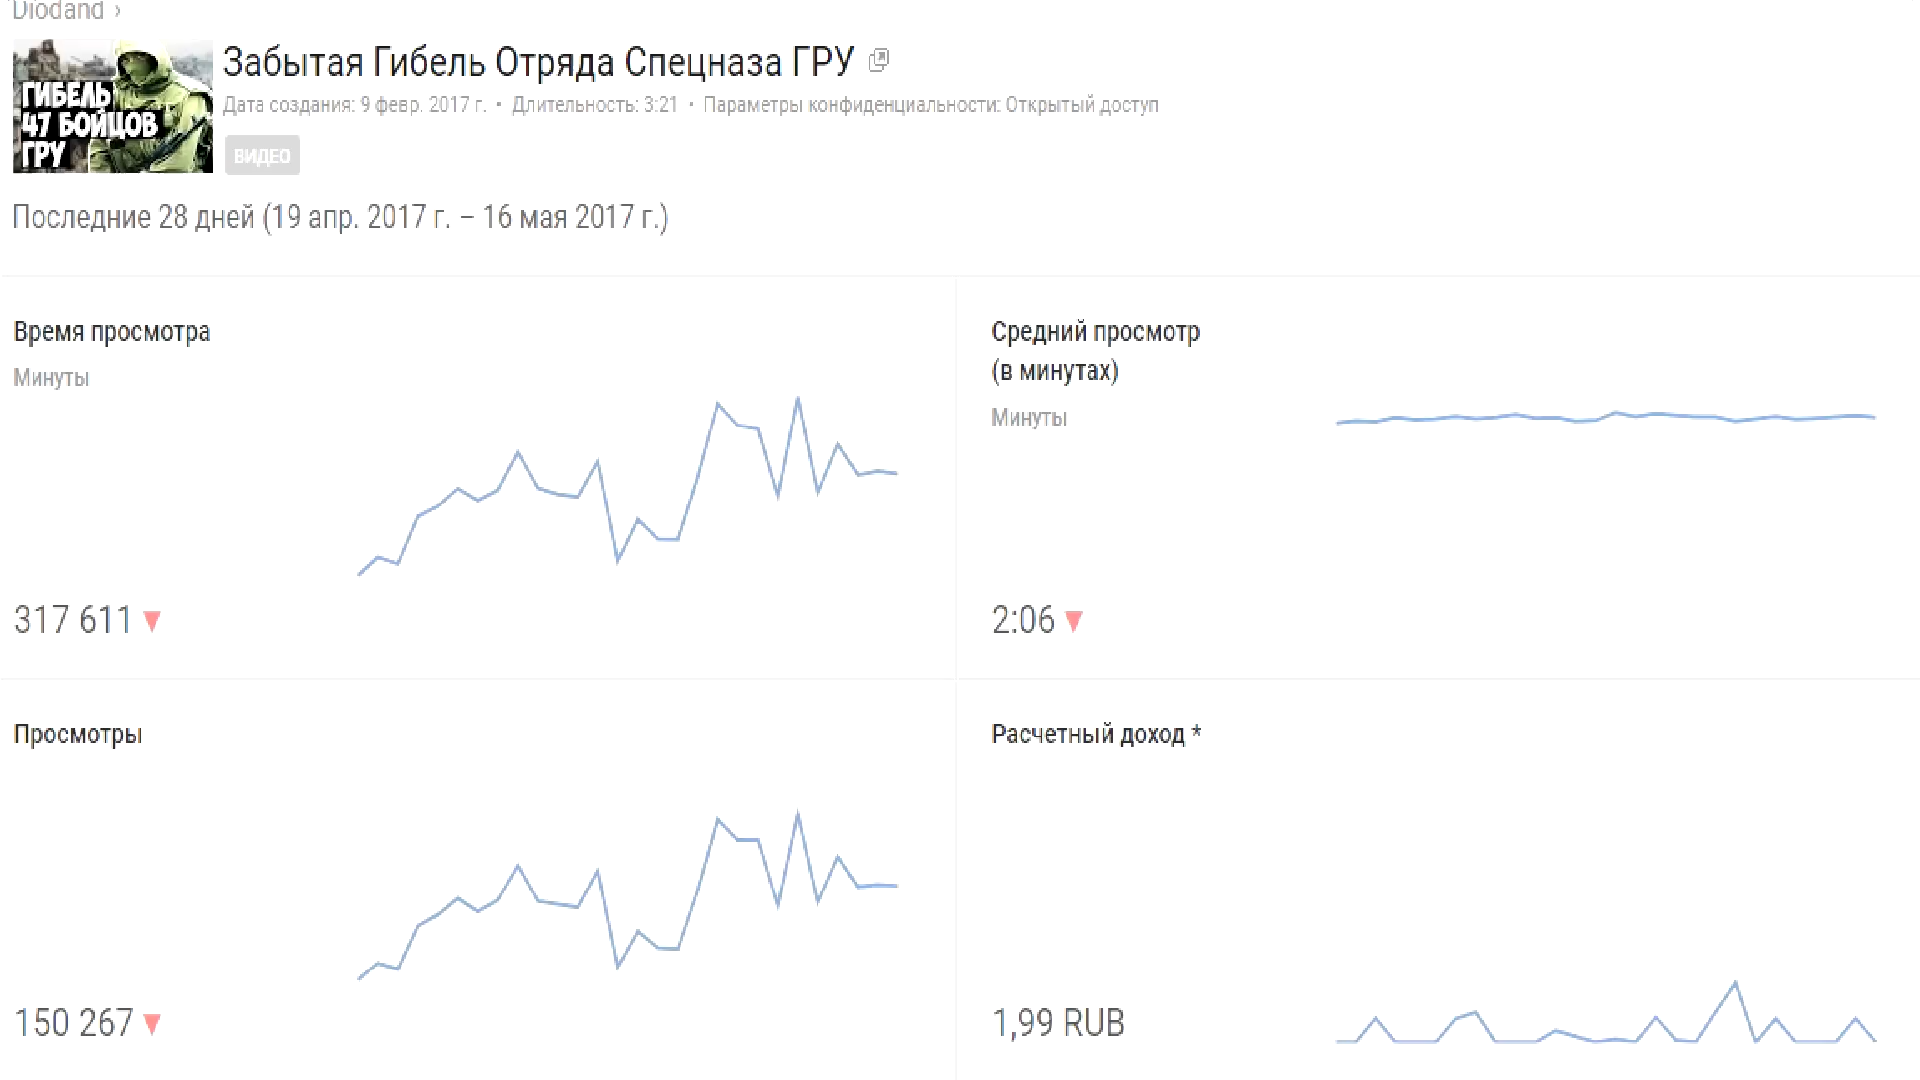 Diodand ›
Забытая Гибель Отряда Спецназа ГРУ
Дата создания: 9 февр. 2017 г. • Длительность: 3:21 • Параметры конфиденциальности: Открытый доступ
ГИБЕЛЬ
47 БОЙЦОВ
ГРУ
ВИДЕО
Последние 28 дней (19 апр. 2017 г. – 16 мая 2017 г.)
Время просмотра
Минуты
317 611
Средний просмотр
(в минутах)
Минуты
2:06
Просмотры
150 267
Расчетный доход *
1,99 RUB